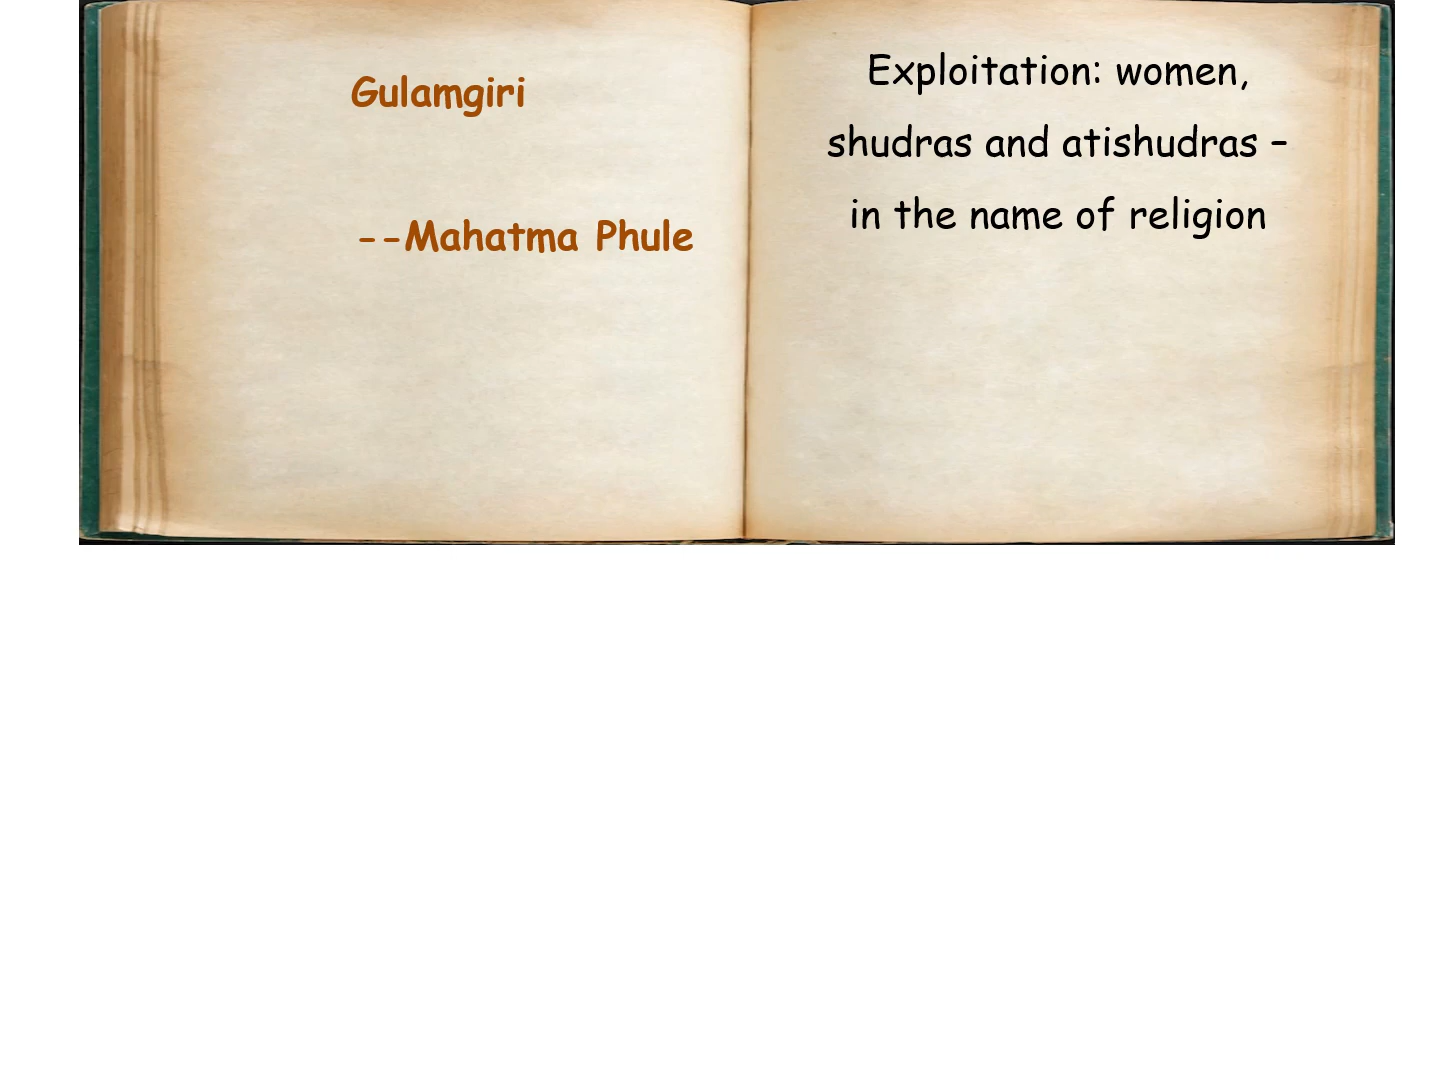 Gulamgiri
--Mahatma Phule
Exploitation: women,
shudras and atishudras –
in the name of religion